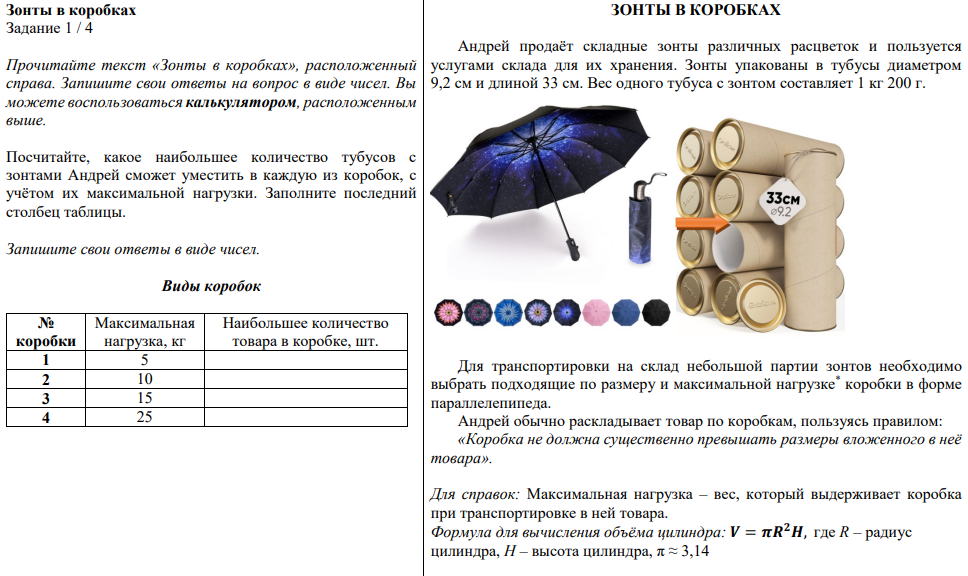 Зонты в коробках
Задание 1 / 4
Прочитайте текст «Зонты в коробках», расположенный
справа. Запишите свои ответы на вопрос в виде чисел. Вы
можете воспользоваться калькулятором, расположенным
выше.
Посчитайте, какое наибольшее количество тубусов с
зонтами Андрей сможет уместить в каждую из коробок, с
учётом их максимальной нагрузки. Заполните последний
столбец таблицы.
Запишите свои ответы в виде чисел.
Виды коробок
№ коробки | Максимальная нагрузка, кг | Наибольшее количество товара в коробке, шт.
1 | 5
2 | 10
3 | 15
4 | 25
ЗОНТЫ В КОРОБКАХ
Андрей продаёт складные зонты различных расцветок и пользуется
услугами склада для их хранения. Зонты упакованы в тубусы диаметром
9,2 см и длиной 33 см. Вес одного тубуса с зонтом составляет 1 кг 200 г.
33см
⌀9.2
Для транспортировки на склад небольшой партии зонтов необходимо
выбрать подходящие по размеру и максимальной нагрузке* коробки в форме
параллелепипеда.
Андрей обычно раскладывает товар по коробкам, пользуясь правилом:
«Коробка не должна существенно превышать размеры вложенного в неё
товара».
Для справок: Максимальная нагрузка – вес, который выдерживает коробка
при транспортировке в ней товара.
Формула для вычисления объёма цилиндра: V = πR²H, где R – радиус
цилиндра, H – высота цилиндра, π ≈ 3,14